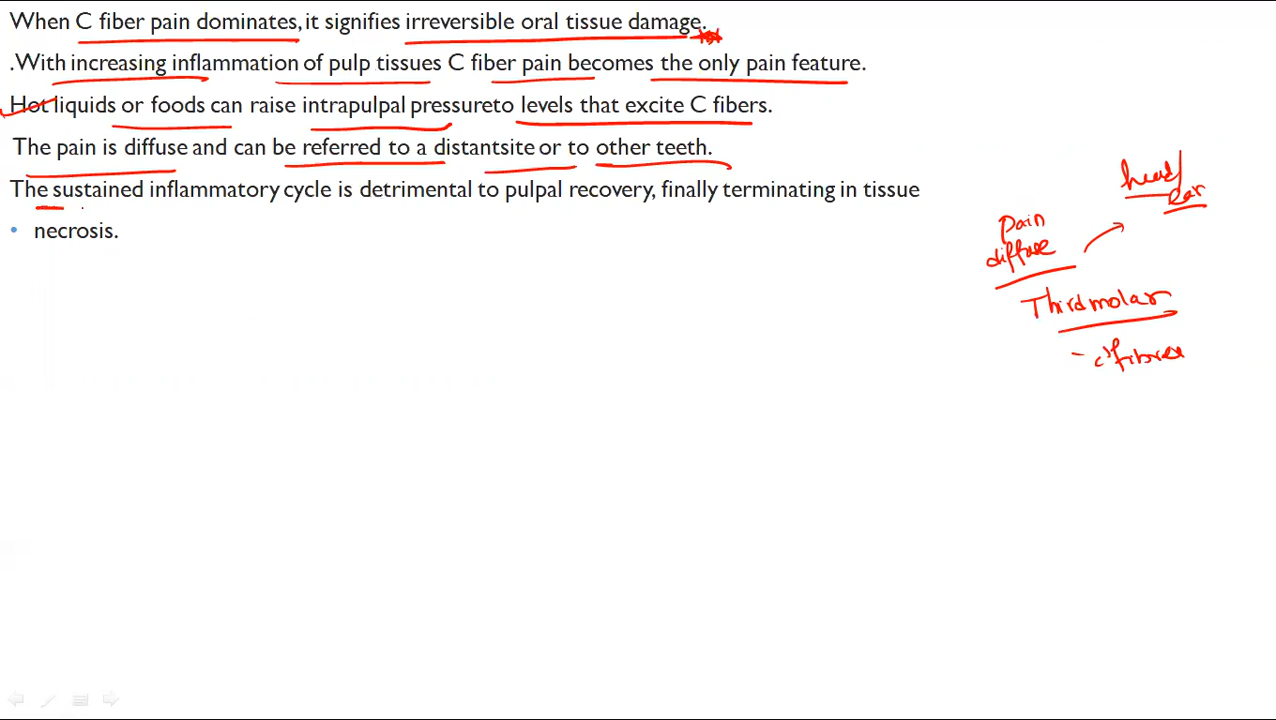 When C fiber pain dominates, it signifies irreversible oral tissue damage.
.With increasing inflammation of pulp tissues C fiber pain becomes the only pain feature.
Hot liquids or foods can raise intrapulpal pressureto levels that excite C fibers.
The pain is diffuse and can be referred to a distantsite or to other teeth.
The sustained inflammatory cycle is detrimental to pulpal recovery, finally terminating in tissue
• necrosis.
head/
ear
Pain
diffuse
Third molar
- c fibres